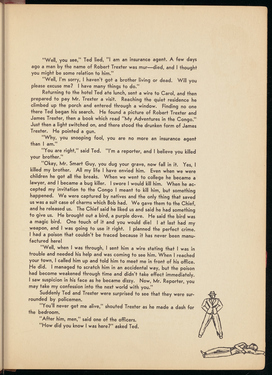 "Well, you see," Ted lied, "I am an insurance agent. A few days
ago a man by the name of Robert Trexter was mur—died, and I thought
you might be some relation to him."
"Well, I'm sorry, I haven't got a brother living or dead. Will you
please excuse me? I have many things to do."
Returning to the hotel Ted ate lunch, sent a wire to Carol, and then
prepared to pay Mr. Trexter a visit. Reaching the quiet residence he
climbed up the porch and entered through a window. Finding no one
there Ted began his search. He found a picture of Robert Trexter and
James Trexter, than a book which read "My Adventures in the Congo."
Just than a light switched on, and there stood the drunken form of James
Trexter. He pointed a gun.
"Why, you snooping fool, you are no more an insurance agent
than I am."
"You are right," said Ted. "I'm a reporter, and I believe you killed
your brother."
"Okay, Mr. Smart Guy, you dug your grave, now fall in it. Yes, I
killed my brother. All my life I have envied him. Even when we were
children he got all the breaks. When we went to college he became a
lawyer, and I became a bug killer. I swore I would kill him. When he ac-
cepted my invitation to the Congo I meant to kill him, but something
happened. We were captured by natives and the only thing that saved
us was a suit case of charms which Bob had. We gave them to the Chief,
and he released us. The Chief said he liked us and said he had something
to give us. He brought out a bird, a purple dove. He said the bird was
a magic bird. One touch of it and you would die! I at last had my
weapon, and I was going to use it right. I planned the perfect crime.
I had a poison that couldn't be traced because it has never been manu-
factured here!
"Well, when I was through, I sent him a wire stating that I was in
trouble and needed his help and was coming to see him. When I reached
your town, I called him up and told him to meet me in front of his office.
He did. I managed to scratch him in an accidental way, but the poison
had become weakened through time and didn't take effect immediately.
I saw suspicion in his face as he became dizzy. Now, Mr. Reporter, you
may take my confession into the next world with you."
Suddenly Ted and Trexter were surprised to see that they were sur-
rounded by policemen.
"You'll never get me alive," shouted Trexter as he made a dash for
the bedroom.
"After him, men," said one of the officers.
"How did you know I was here?" asked Ted.